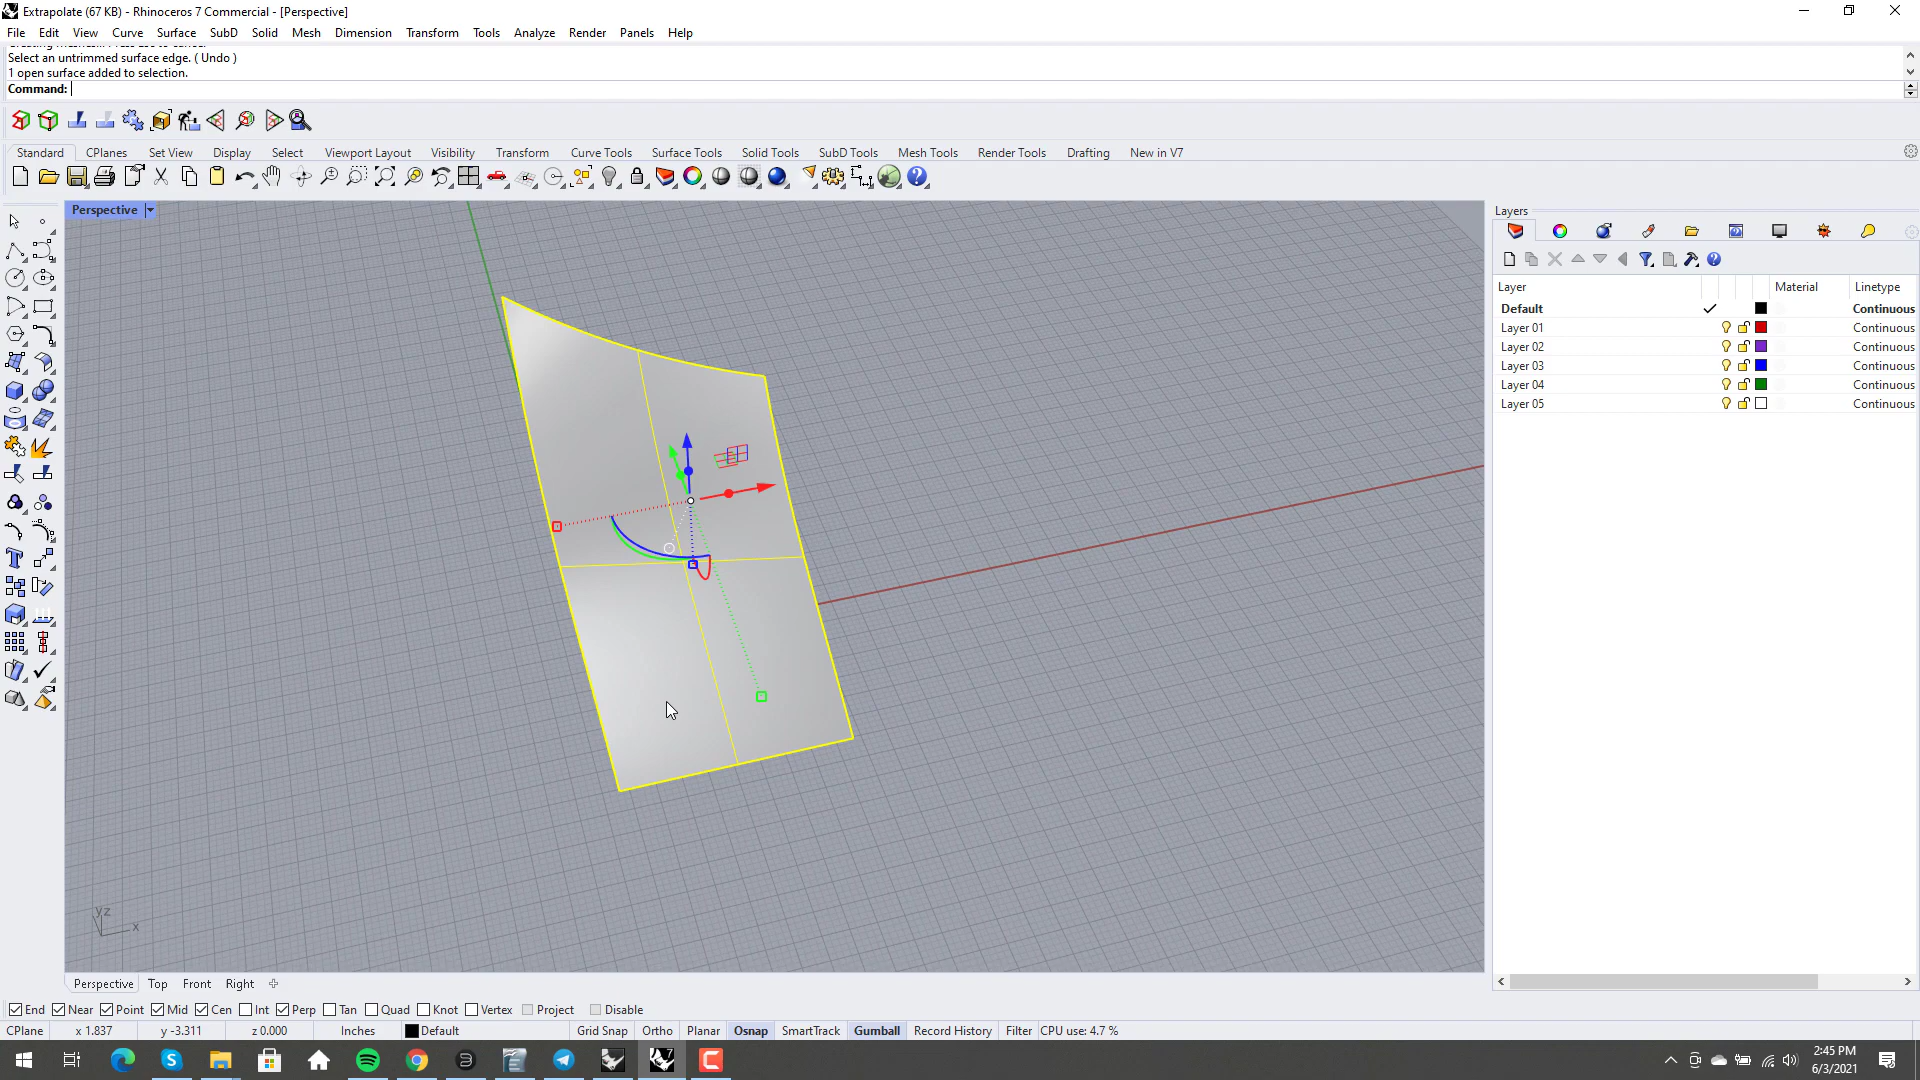 Extrapolate (67 KB) - Rhinoceros 7 Commercial - [Perspective]
File Edit View Curve Surface SubD Solid Mesh Dimension Transform Tools Analyze Render Panels Help
Select an untrimmed surface edge. ( Undo )
1 open surface added to selection.
Command:
Standard CPlanes Set View Display Select Viewport Layout Visibility Transform Curve Tools Surface Tools Solid Tools SubD Tools Mesh Tools Render Tools Drafting New in V7
Perspective
Layers
Layer Material Linetype
Default Continuous
Layer 01 Continuous
Layer 02 Continuous
Layer 03 Continuous
Layer 04 Continuous
Layer 05 Continuous
y z
x
Perspective Top Front Right
End Near Point Mid Cen Int Perp Tan Quad Knot Vertex Project Disable
CPlane x 1.837 y -3.311 z 0.000 Inches Default Grid Snap Ortho Planar Osnap SmartTrack Gumball Record History Filter CPU use: 4.7 %
2:45 PM
6/3/2021